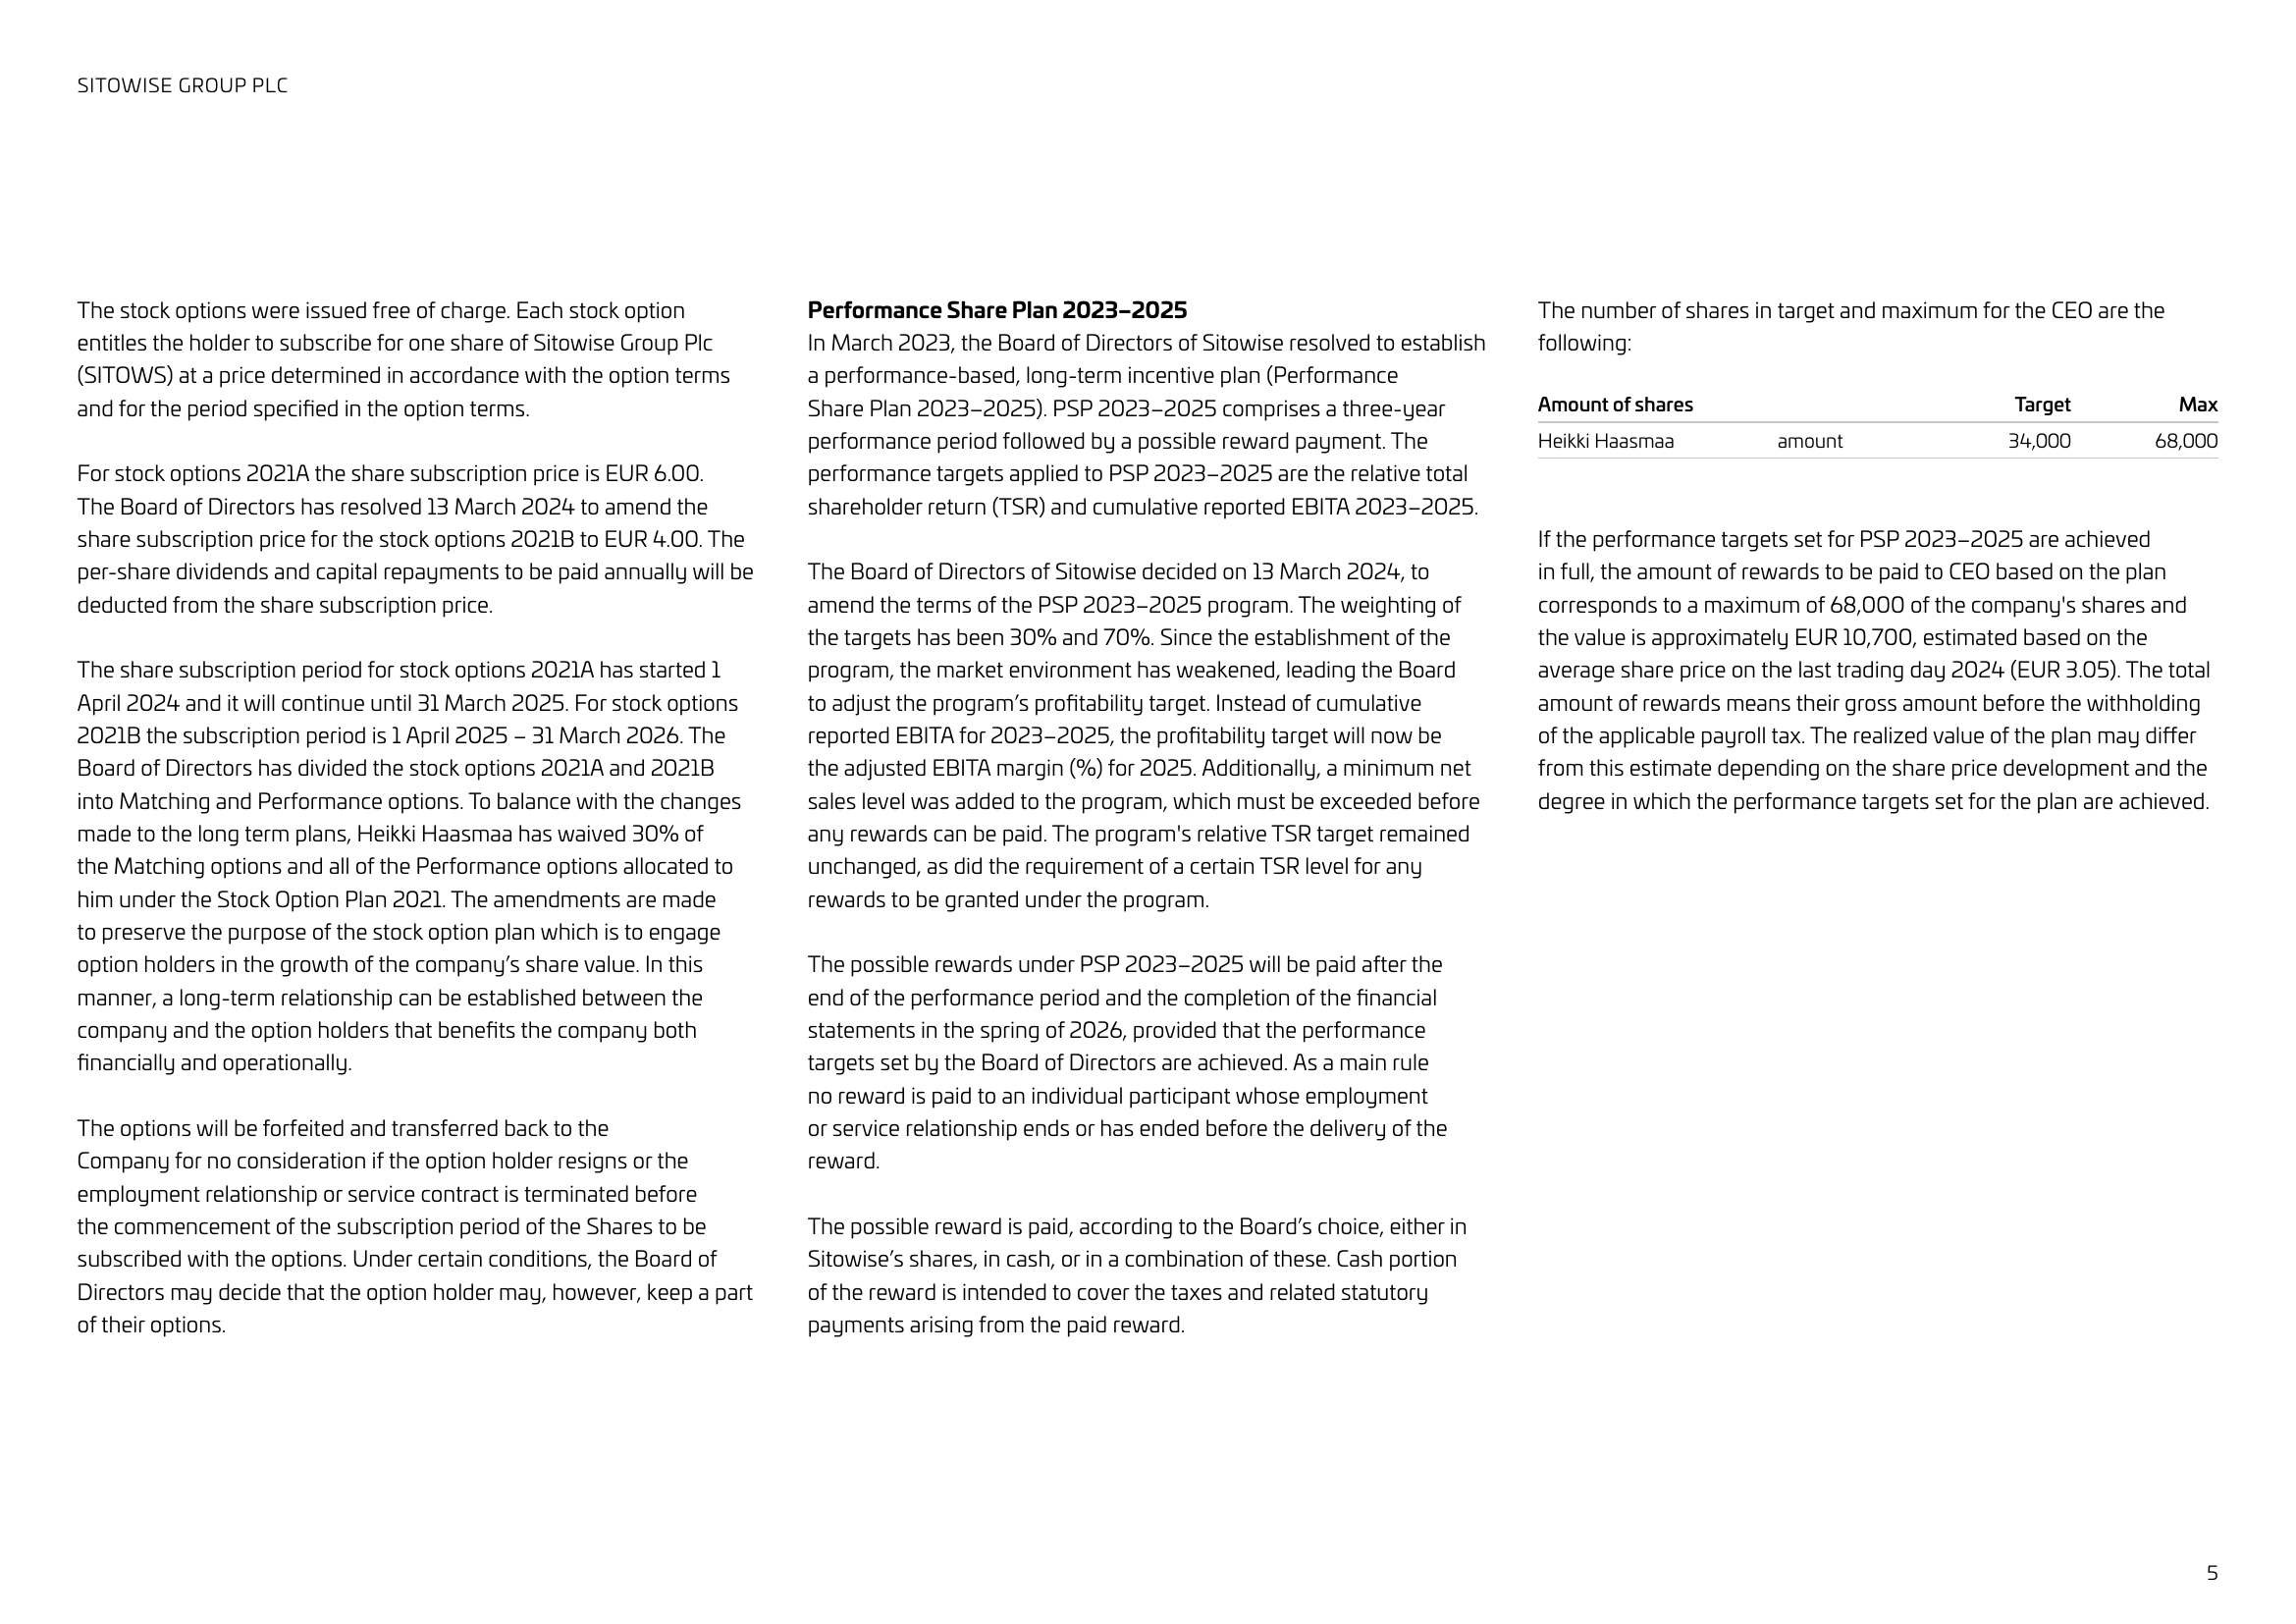 SITOWISE GROUP PLC
The stock options were issued free of charge. Each stock option
entitles the holder to subscribe for one share of Sitowise Group Plc
(SITOWS) at a price determined in accordance with the option terms
and for the period specified in the option terms.
For stock options 2021A the share subscription price is EUR 6.00.
The Board of Directors has resolved 13 March 2024 to amend the
share subscription price for the stock options 2021B to EUR 4.00. The
per-share dividends and capital repayments to be paid annually will be
deducted from the share subscription price.
The share subscription period for stock options 2021A has started 1
April 2024 and it will continue until 31 March 2025. For stock options
2021B the subscription period is 1 April 2025 – 31 March 2026. The
Board of Directors has divided the stock options 2021A and 2021B
into Matching and Performance options. To balance with the changes
made to the long term plans, Heikki Haasmaa has waived 30% of
the Matching options and all of the Performance options allocated to
him under the Stock Option Plan 2021. The amendments are made
to preserve the purpose of the stock option plan which is to engage
option holders in the growth of the company’s share value. In this
manner, a long-term relationship can be established between the
company and the option holders that benefits the company both
financially and operationally.
The options will be forfeited and transferred back to the
Company for no consideration if the option holder resigns or the
employment relationship or service contract is terminated before
the commencement of the subscription period of the Shares to be
subscribed with the options. Under certain conditions, the Board of
Directors may decide that the option holder may, however, keep a part
of their options.
Performance Share Plan 2023–2025
In March 2023, the Board of Directors of Sitowise resolved to establish
a performance-based, long-term incentive plan (Performance
Share Plan 2023–2025). PSP 2023–2025 comprises a three-year
performance period followed by a possible reward payment. The
performance targets applied to PSP 2023–2025 are the relative total
shareholder return (TSR) and cumulative reported EBITA 2023–2025.
The Board of Directors of Sitowise decided on 13 March 2024, to
amend the terms of the PSP 2023–2025 program. The weighting of
the targets has been 30% and 70%. Since the establishment of the
program, the market environment has weakened, leading the Board
to adjust the program’s profitability target. Instead of cumulative
reported EBITA for 2023–2025, the profitability target will now be
the adjusted EBITA margin (%) for 2025. Additionally, a minimum net
sales level was added to the program, which must be exceeded before
any rewards can be paid. The program's relative TSR target remained
unchanged, as did the requirement of a certain TSR level for any
rewards to be granted under the program.
The possible rewards under PSP 2023–2025 will be paid after the
end of the performance period and the completion of the financial
statements in the spring of 2026, provided that the performance
targets set by the Board of Directors are achieved. As a main rule
no reward is paid to an individual participant whose employment
or service relationship ends or has ended before the delivery of the
reward.
The possible reward is paid, according to the Board’s choice, either in
Sitowise’s shares, in cash, or in a combination of these. Cash portion
of the reward is intended to cover the taxes and related statutory
payments arising from the paid reward.
The number of shares in target and maximum for the CEO are the
following:
Amount of shares Target Max
Heikki Haasmaa amount 34,000 68,000
If the performance targets set for PSP 2023–2025 are achieved
in full, the amount of rewards to be paid to CEO based on the plan
corresponds to a maximum of 68,000 of the company's shares and
the value is approximately EUR 10,700, estimated based on the
average share price on the last trading day 2024 (EUR 3.05). The total
amount of rewards means their gross amount before the withholding
of the applicable payroll tax. The realized value of the plan may differ
from this estimate depending on the share price development and the
degree in which the performance targets set for the plan are achieved.
5